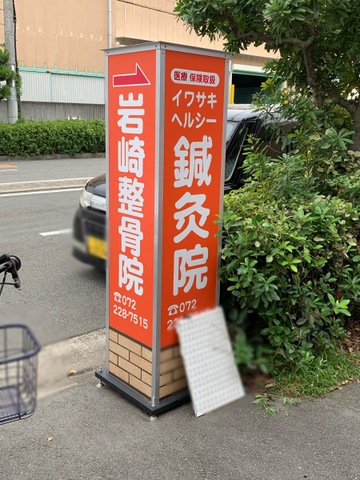 岩崎整骨院
☎072
228-7515
医療 保険取扱
イワサキ
ヘルシー
鍼灸院
☎072